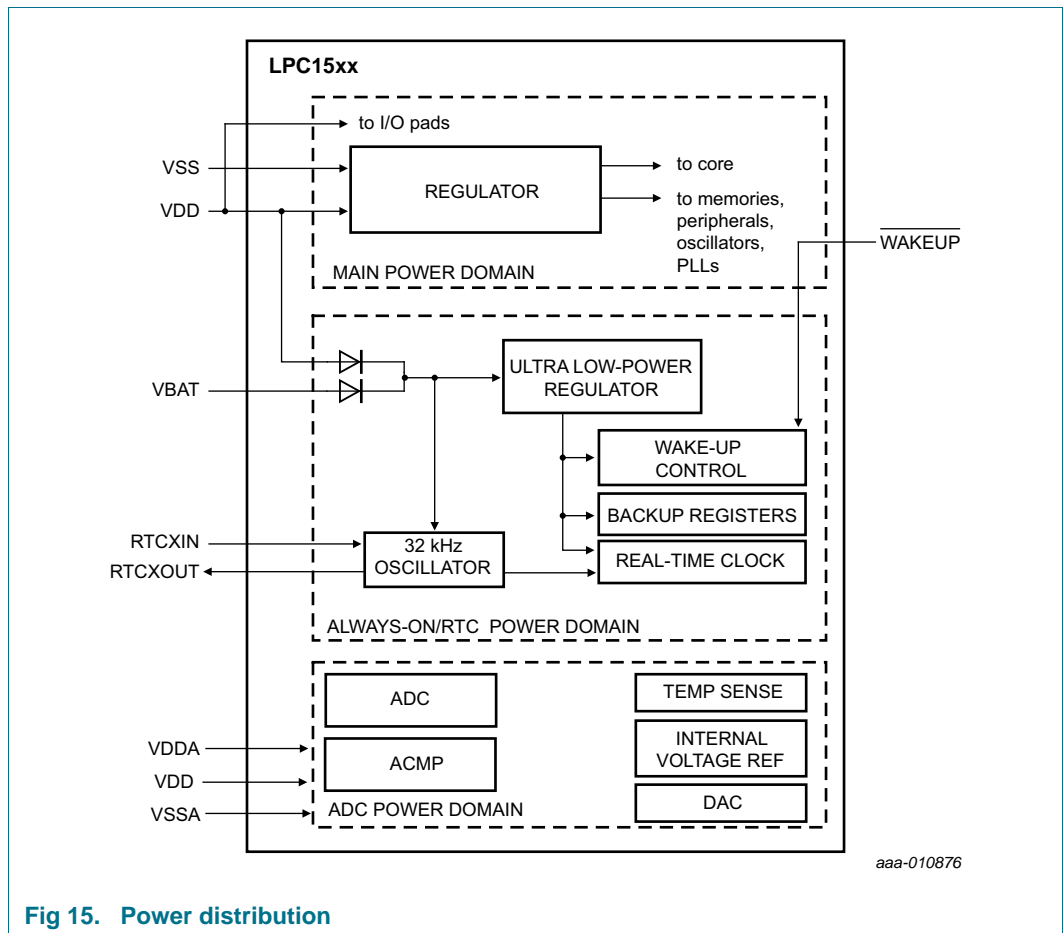 LPC15xx
to I/O pads
VSS
VDD
REGULATOR
to core
to memories,
peripherals,
oscillators,
PLLs
WAKEUP
MAIN POWER DOMAIN
VBAT
ULTRA LOW-POWER
REGULATOR
WAKE-UP
CONTROL
BACKUP REGISTERS
REAL-TIME CLOCK
RTCXIN
RTCXOUT
32 kHz
OSCILLATOR
ALWAYS-ON/RTC POWER DOMAIN
ADC
TEMP SENSE
VDDA
VDD
VSSA
ACMP
INTERNAL
VOLTAGE REF
DAC
ADC POWER DOMAIN
aaa-010876
Fig 15. Power distribution